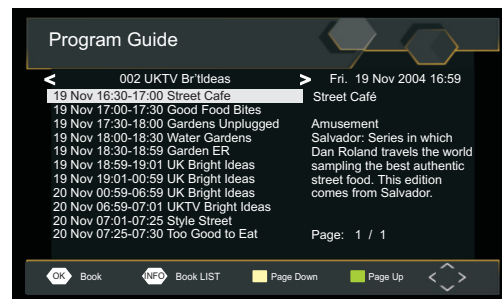 Program Guide
< 002 UKTV Br'tIdeas > Fri. 19 Nov 2004 16:59
19 Nov 16:30-17:00 Street Cafe
19 Nov 17:00-17:30 Good Food Bites
19 Nov 17:30-18:00 Gardens Unplugged
19 Nov 18:00-18:30 Water Gardens
19 Nov 18:30-18:59 Garden ER
19 Nov 18:59-19:01 UK Bright Ideas
19 Nov 19:01-00:59 UK Bright Ideas
20 Nov 00:59-06:59 UK Bright Ideas
20 Nov 06:59-07:01 UKTV Bright Ideas
20 Nov 07:01-07:25 Style Street
20 Nov 07:25-07:30 Too Good to Eat
Street Café
Amusement
Salvador: Series in which
Dan Roland travels the world
sampling the best authentic
street food. This edition
comes from Salvador.
Page: 1 / 1
OK Book INFO Book LIST Page Down Page Up